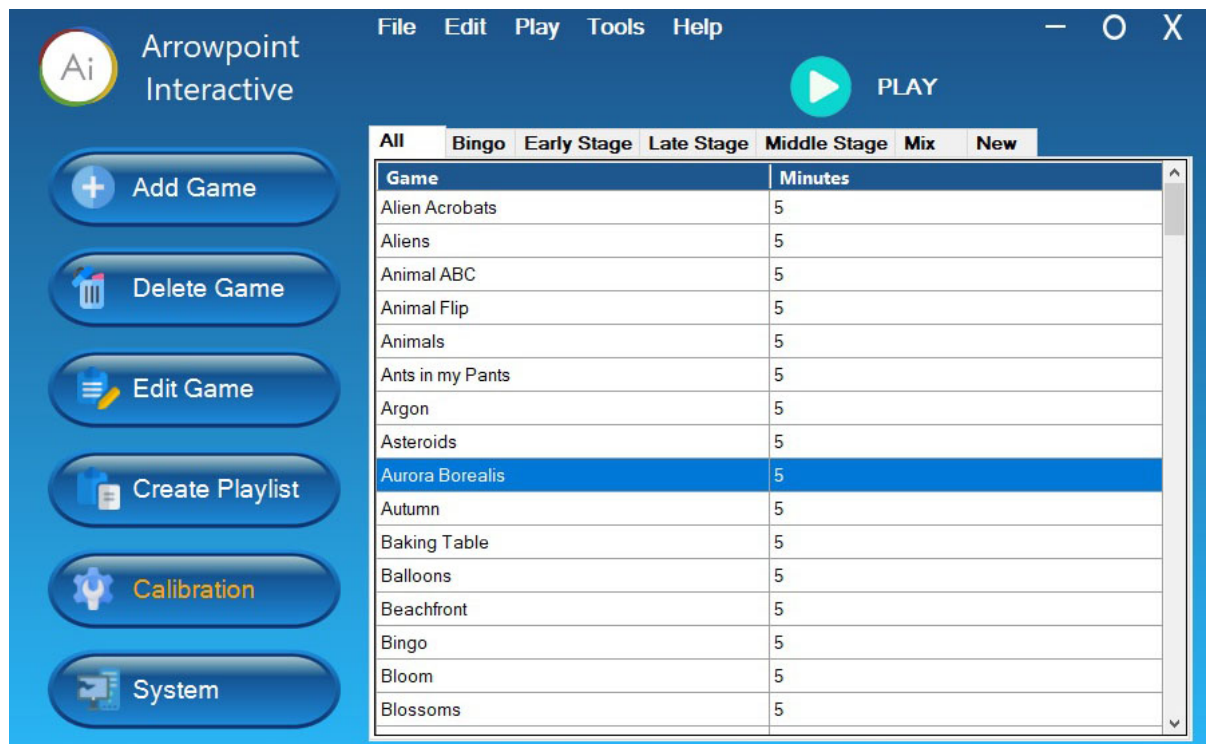 File Edit Play Tools Help
— O X
Ai
Arrowpoint
Interactive
PLAY
All Bingo Early Stage Late Stage Middle Stage Mix New
Add Game
Delete Game
Edit Game
Create Playlist
Calibration
System
Game Minutes
Alien Acrobats 5
Aliens 5
Animal ABC 5
Animal Flip 5
Animals 5
Ants in my Pants 5
Argon 5
Asteroids 5
Aurora Borealis 5
Autumn 5
Baking Table 5
Balloons 5
Beachfront 5
Bingo 5
Bloom 5
Blossoms 5